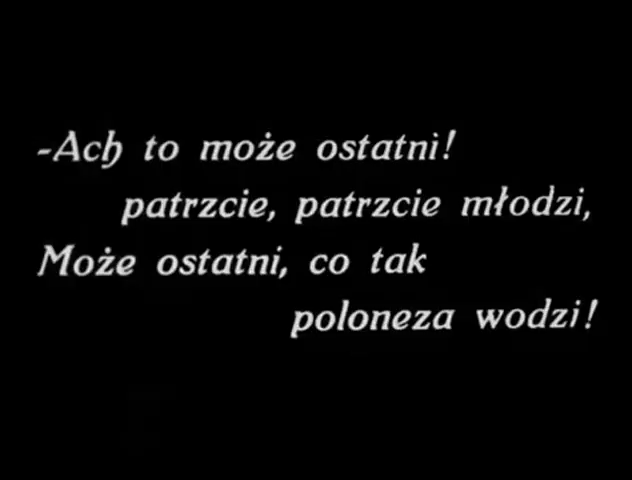 -Ach to może ostatni!
patrzcie, patrzcie młodzi,
Może ostatni, co tak
poloneza wodzi!